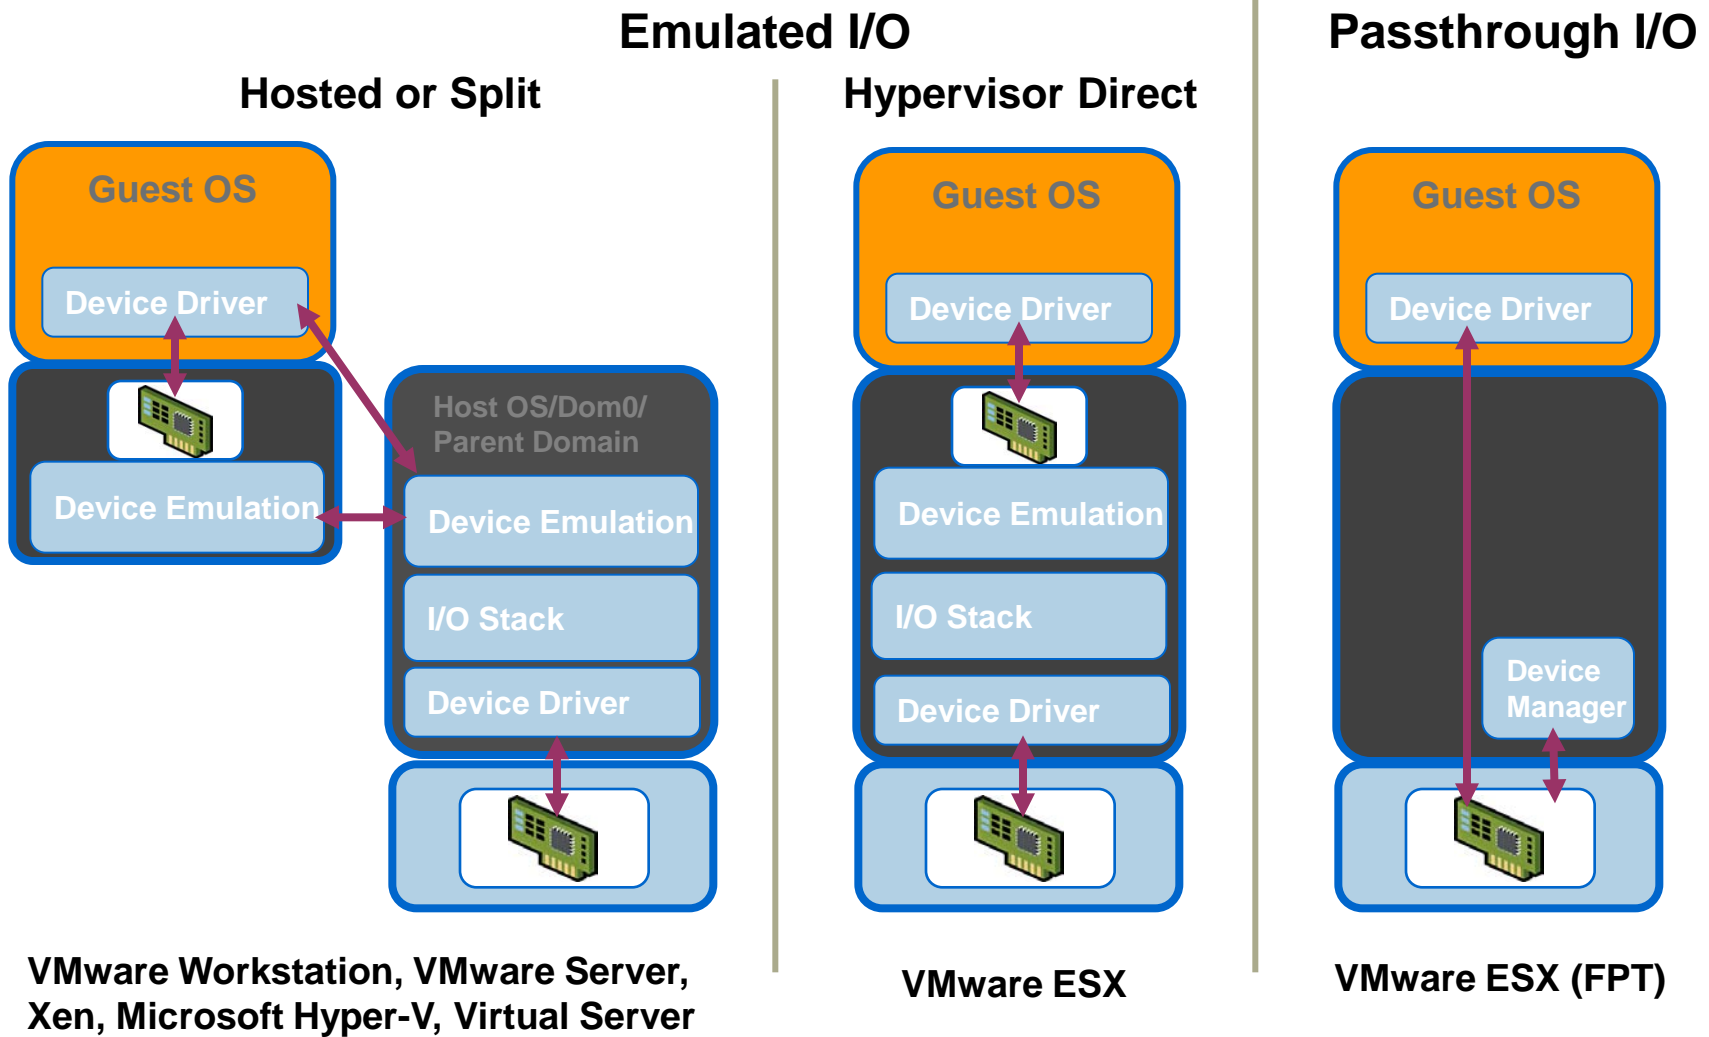 Emulated I/O
Passthrough I/O
Hosted or Split
Hypervisor Direct
Guest OS
Device Driver
Device Emulation
Host OS/Dom0/
Parent Domain
Device Emulation
I/O Stack
Device Driver
VMware Workstation, VMware Server,
Xen, Microsoft Hyper-V, Virtual Server
Guest OS
Device Driver
Device Emulation
I/O Stack
Device Driver
VMware ESX
Guest OS
Device Driver
Device
Manager
VMware ESX (FPT)